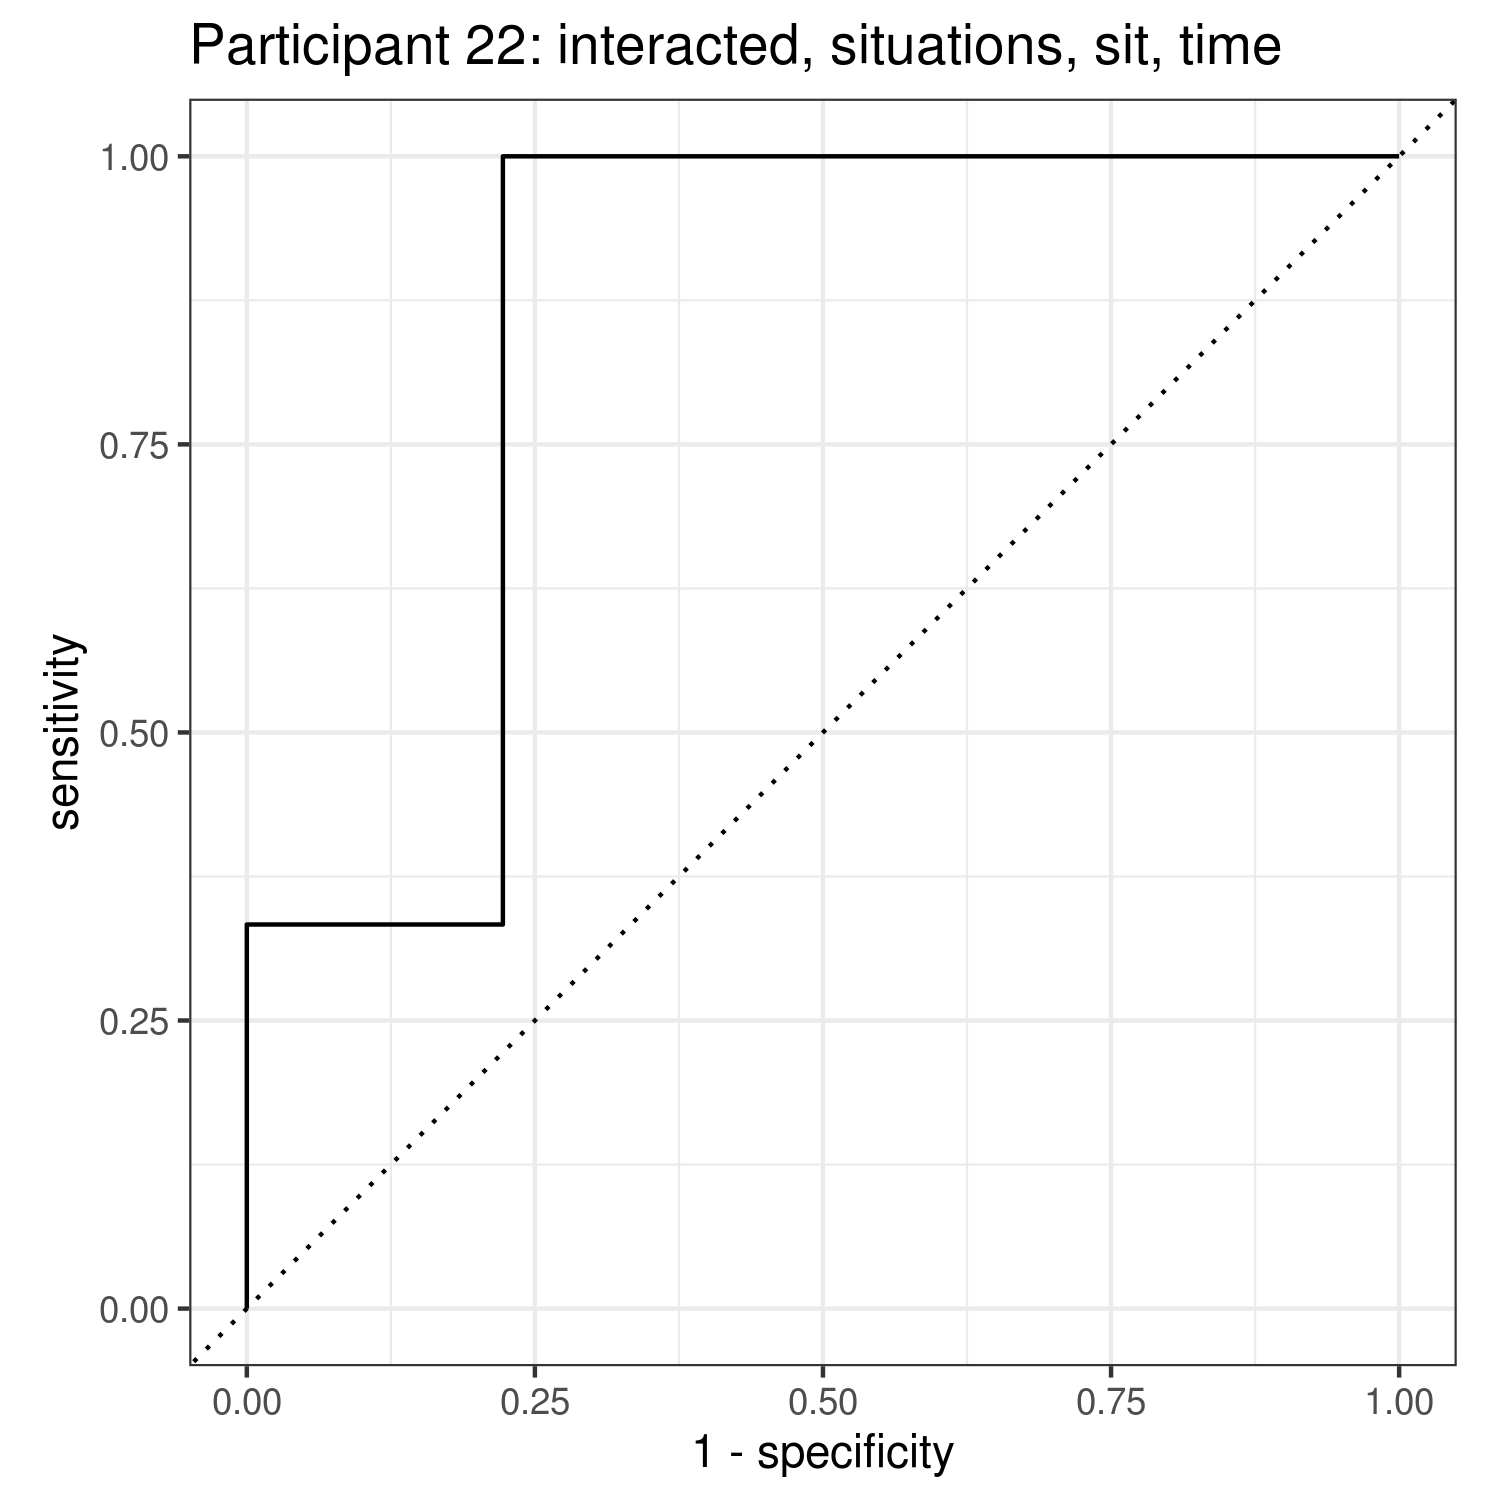 Participant 22: interacted, situations, sit, time
1.00
0.75
0.50
0.25
0.00
sensitivity
0.00 0.25 0.50 0.75 1.00
1 - specificity